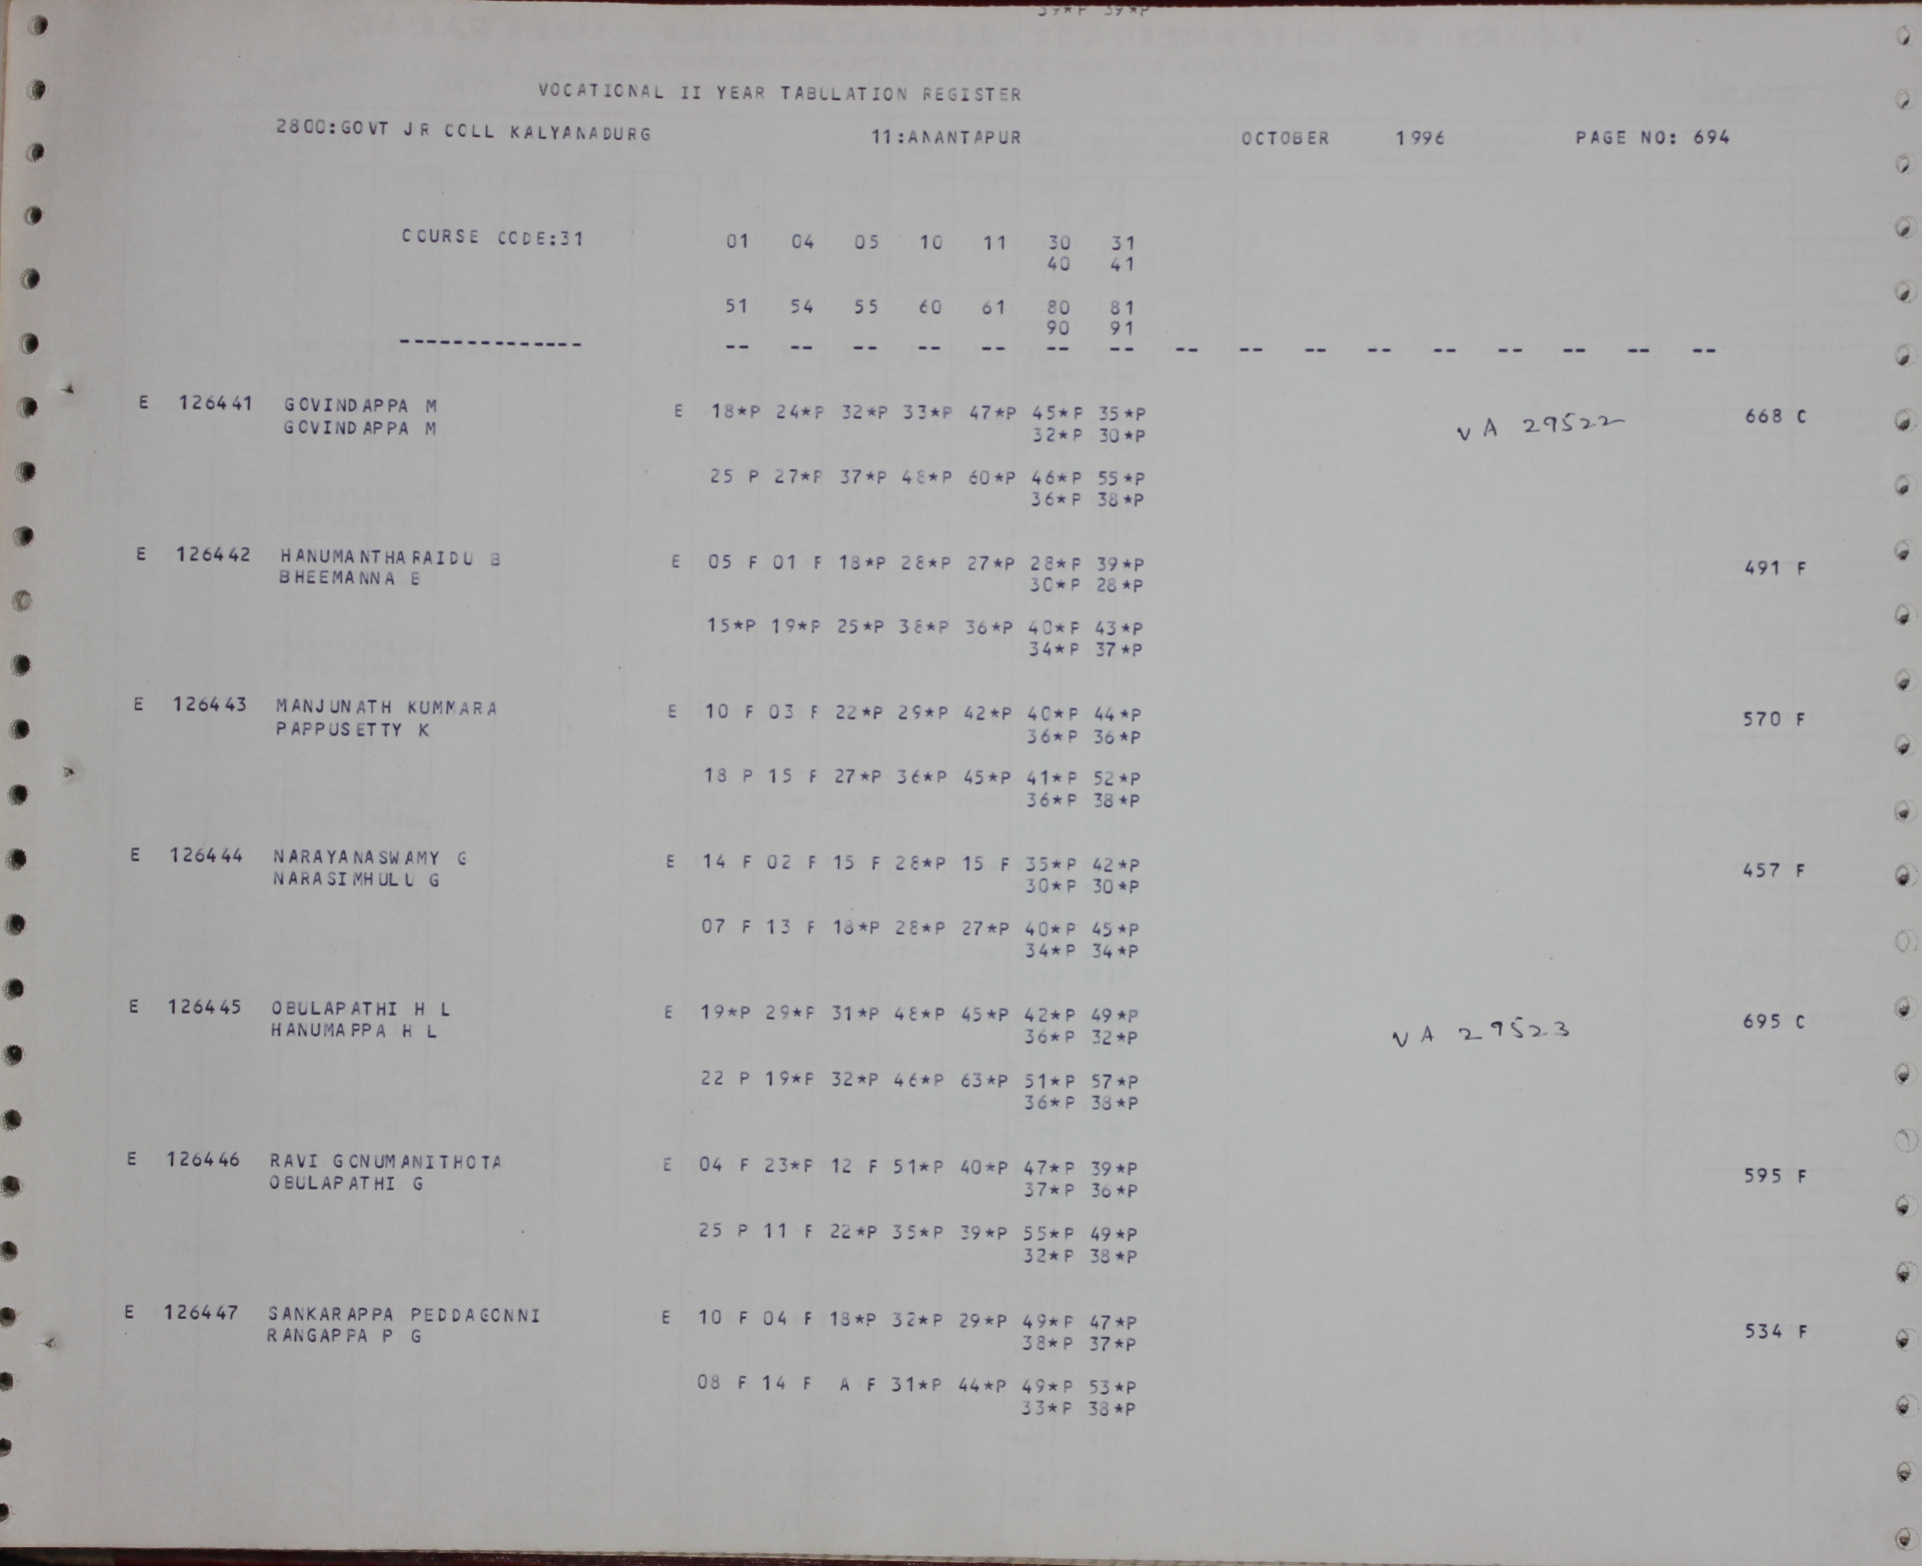 39*P 39*P
VOCATIONAL II YEAR TABULATION REGISTER
2800:GOVT JR COLL KALYANADURG 11:ANANTAPUR OCTOBER 1996 PAGE NO: 694
COURSE CODE:31 01 04 05 10 11 30 31
40 41
51 54 55 60 61 80 81
90 91
-------------- -- -- -- -- -- -- -- -- -- -- -- -- -- -- -- --
E 126441 GOVINDAPPA M E 18*P 24*P 32*P 33*P 47*P 45*P 35*P VA 29522 668 C
GOVINDAPPA M 32*P 30*P
25 P 27*P 37*P 48*P 60*P 46*P 55*P
36*P 38*P
E 126442 HANUMANTHARAIDU B E 05 F 01 F 18*P 28*P 27*P 28*P 39*P 491 F
BHEEMANNA B 30*P 28*P
15*P 19*P 25*P 38*P 36*P 40*P 43*P
34*P 37*P
E 126443 MANJUNATH KUMMARA E 10 F 03 F 22*P 29*P 42*P 40*P 44*P 570 F
PAPPUSETTY K 36*P 36*P
18 P 15 F 27*P 36*P 45*P 41*P 52*P
36*P 38*P
E 126444 NARAYANASWAMY G E 14 F 02 F 15 F 28*P 15 F 35*P 42*P 457 F
NARASIMHULU G 30*P 30*P
07 F 13 F 18*P 28*P 27*P 40*P 45*P
34*P 34*P
E 126445 OBULAPATHI H L E 19*P 29*P 31*P 48*P 45*P 42*P 49*P VA 29523 695 C
HANUMAPPA H L 36*P 32*P
22 P 19*P 32*P 46*P 63*P 51*P 57*P
36*P 38*P
E 126446 RAVI GONUMANITHOTA E 04 F 23*P 12 F 51*P 40*P 47*P 39*P 595 F
OBULAPATHI G 37*P 36*P
25 P 11 F 22*P 35*P 39*P 55*P 49*P
32*P 38*P
E 126447 SANKARAPPA PEDDAGONNI E 10 F 04 F 18*P 32*P 29*P 49*P 47*P 534 F
RANGAPPA P G 38*P 37*P
08 F 14 F A F 31*P 44*P 49*P 53*P
33*P 38*P